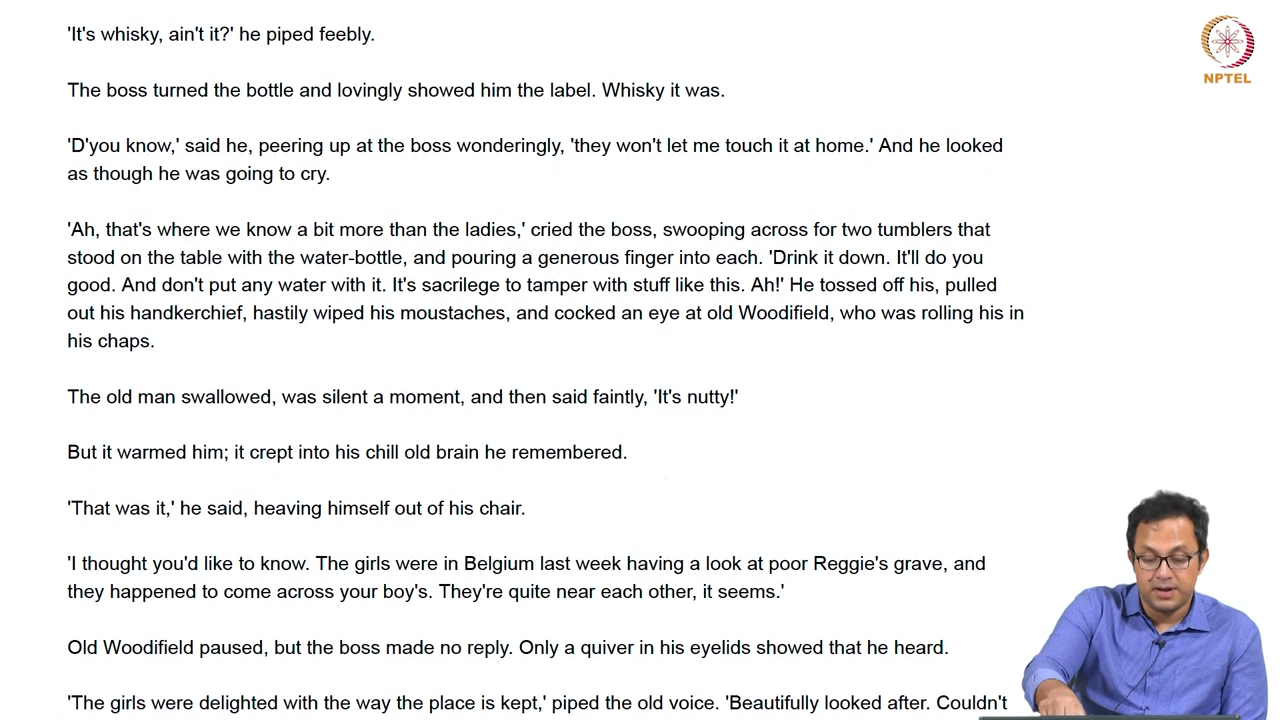 'It's whisky, ain't it?' he piped feebly.
NPTEL
The boss turned the bottle and lovingly showed him the label. Whisky it was.
'D'you know,' said he, peering up at the boss wonderingly, 'they won't let me touch it at home.' And he looked
as though he was going to cry.
'Ah, that's where we know a bit more than the ladies,' cried the boss, swooping across for two tumblers that
stood on the table with the water-bottle, and pouring a generous finger into each. 'Drink it down. It'll do you
good. And don't put any water with it. It's sacrilege to tamper with stuff like this. Ah!' He tossed off his, pulled
out his handkerchief, hastily wiped his moustaches, and cocked an eye at old Woodifield, who was rolling his in
his chaps.
The old man swallowed, was silent a moment, and then said faintly, 'It's nutty!'
But it warmed him; it crept into his chill old brain he remembered.
'That was it,' he said, heaving himself out of his chair.
'I thought you'd like to know. The girls were in Belgium last week having a look at poor Reggie's grave, and
they happened to come across your boy's. They're quite near each other, it seems.'
Old Woodifield paused, but the boss made no reply. Only a quiver in his eyelids showed that he heard.
'The girls were delighted with the way the place is kept,' piped the old voice. 'Beautifully looked after. Couldn't